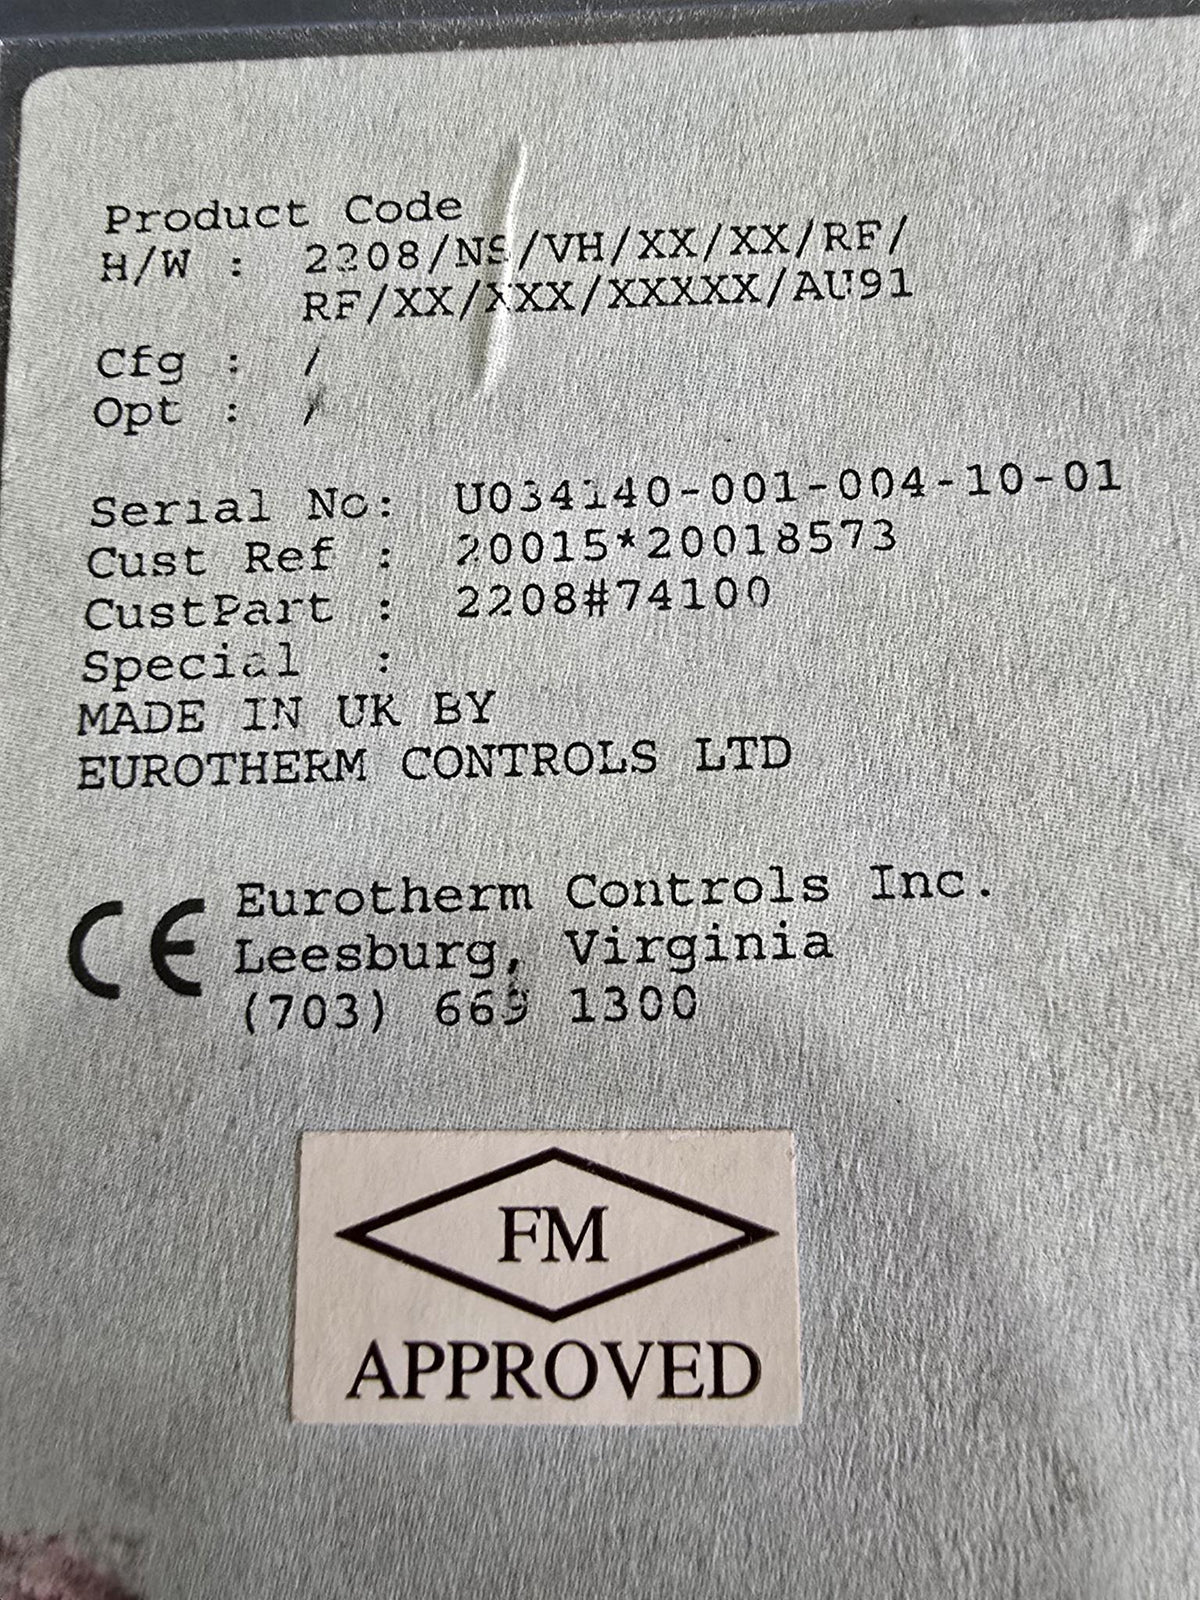 Product Code
H/W : 2208/NS/VH/XX/XX/RF/
RF/XX/XXX/XXXXX/AU91
Cfg : /
Opt : /
Serial No: U034140-001-004-10-01
Cust Ref : 20015*20018573
CustPart : 2208#74100
Special :
MADE IN UK BY
EUROTHERM CONTROLS LTD
CE
Eurotherm Controls Inc.
Leesburg, Virginia
(703) 669 1300
FM
APPROVED